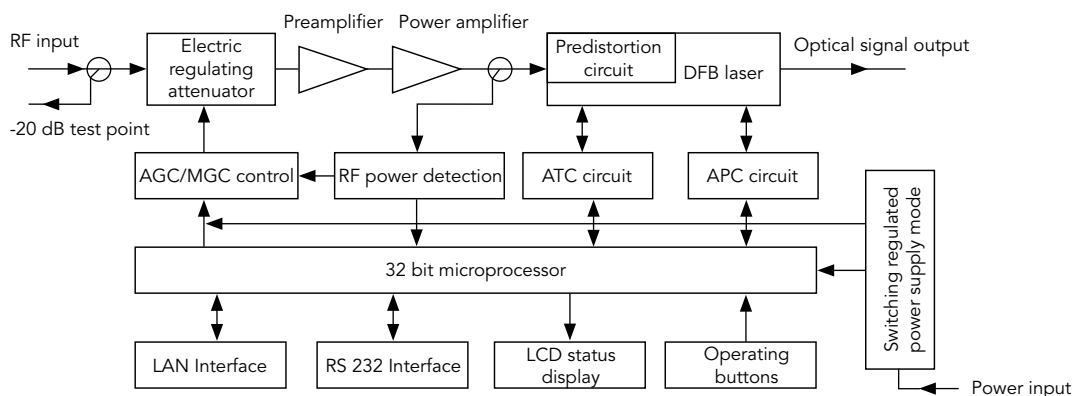 Preamplifier
Power amplifier
RF input
Electric
regulating
attenuator
Predistortion
circuit
DFB laser
Optical signal output
-20 dB test point
AGC/MGC control
RF power detection
ATC circuit
APC circuit
Switching regulated
power supply mode
32 bit microprocessor
LAN Interface
RS 232 Interface
LCD status
display
Operating
buttons
Power input